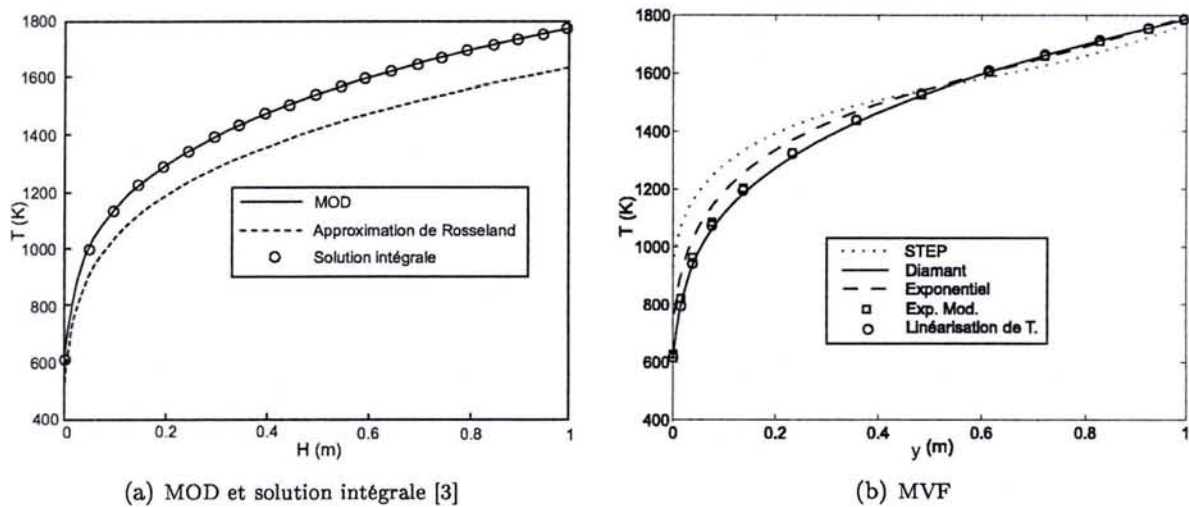 1800
1600
1400
1200
1000
800
600
400
T (K)
MOD
Approximation de Rosseland
Solution intégrale
0 0.2 0.4 0.6 0.8 1
H (m)
(a) MOD et solution intégrale [3]
1800
1600
1400
1200
1000
800
600
400
T (K)
STEP
Diamant
Exponentiel
Exp. Mod.
Linéarisation de T.
0 0.2 0.4 0.6 0.8 1
y (m)
(b) MVF